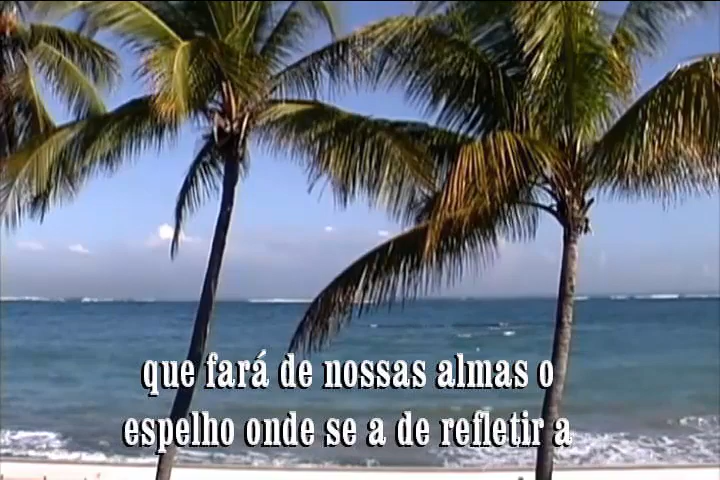 que fará de nossas almas o
espelho onde se a de refletir a